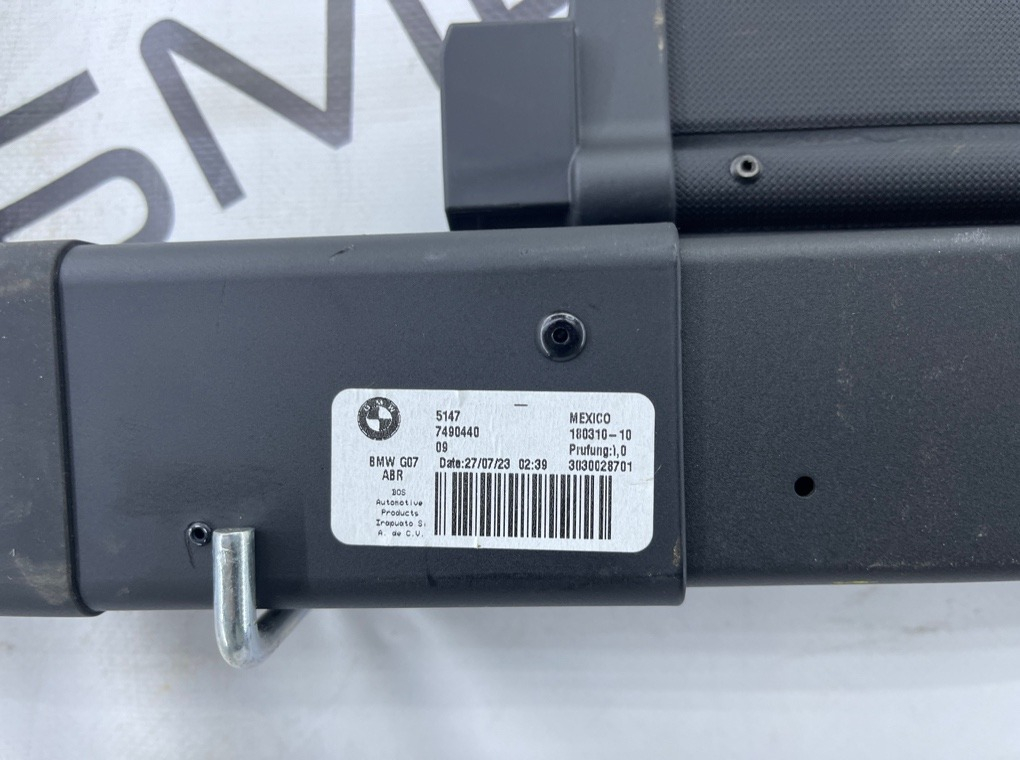 BMW
5147
7490440
09
MEXICO
180310-10
Prufung:i,0
BMW G07
ABR
Date:27/07/23 02:39
3030028701
BOS
Automotive
Products
Irapuato S.
A. de C.V.